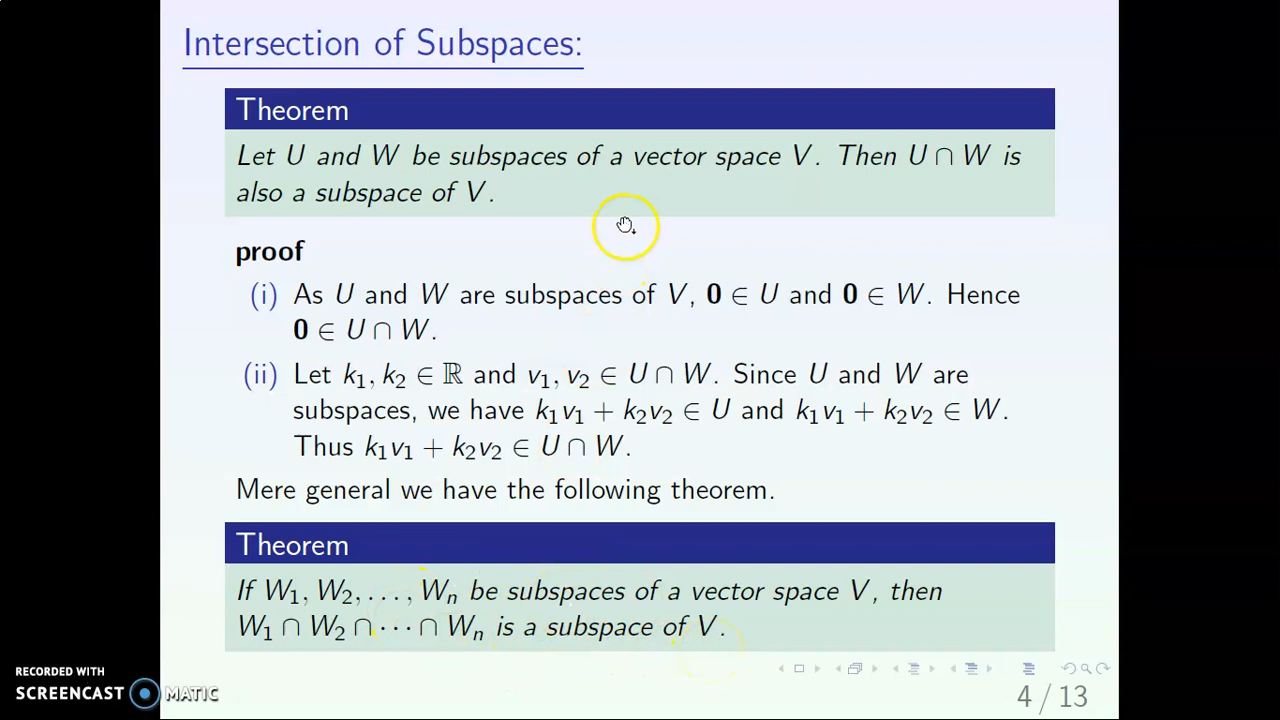 Intersection of Subspaces:
Theorem
Let U and W be subspaces of a vector space V. Then U ∩ W is
also a subspace of V.
proof
(i) As U and W are subspaces of V, 0 ∈ U and 0 ∈ W. Hence
0 ∈ U ∩ W.
(ii) Let k₁, k₂ ∈ ℝ and v₁, v₂ ∈ U ∩ W. Since U and W are
subspaces, we have k₁v₁ + k₂v₂ ∈ U and k₁v₁ + k₂v₂ ∈ W.
Thus k₁v₁ + k₂v₂ ∈ U ∩ W.
Mere general we have the following theorem.
Theorem
If W₁, W₂, . . . , Wₙ be subspaces of a vector space V, then
W₁ ∩ W₂ ∩ · · · ∩ Wₙ is a subspace of V.
RECORDED WITH
SCREENCAST MATIC
4 / 13